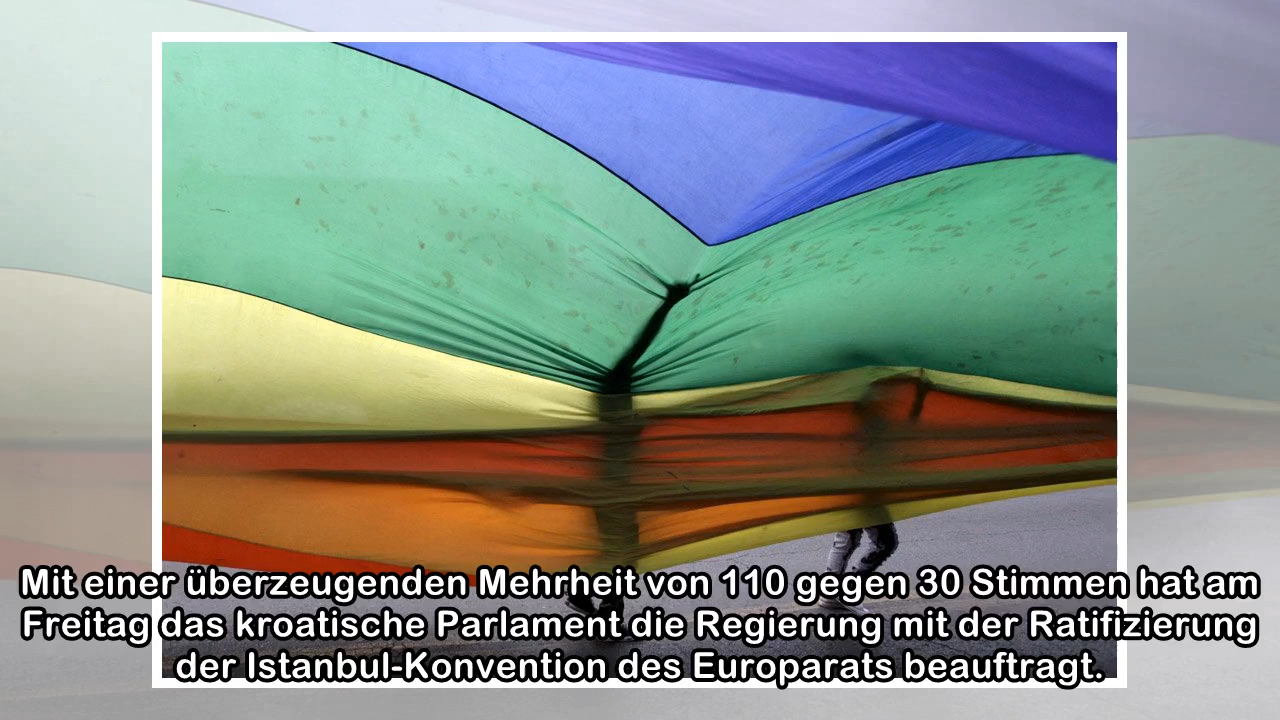 Mit einer überzeugenden Mehrheit von 110 gegen 30 Stimmen hat am
Freitag das kroatische Parlament die Regierung mit der Ratifizierung
der Istanbul-Konvention des Europarats beauftragt.